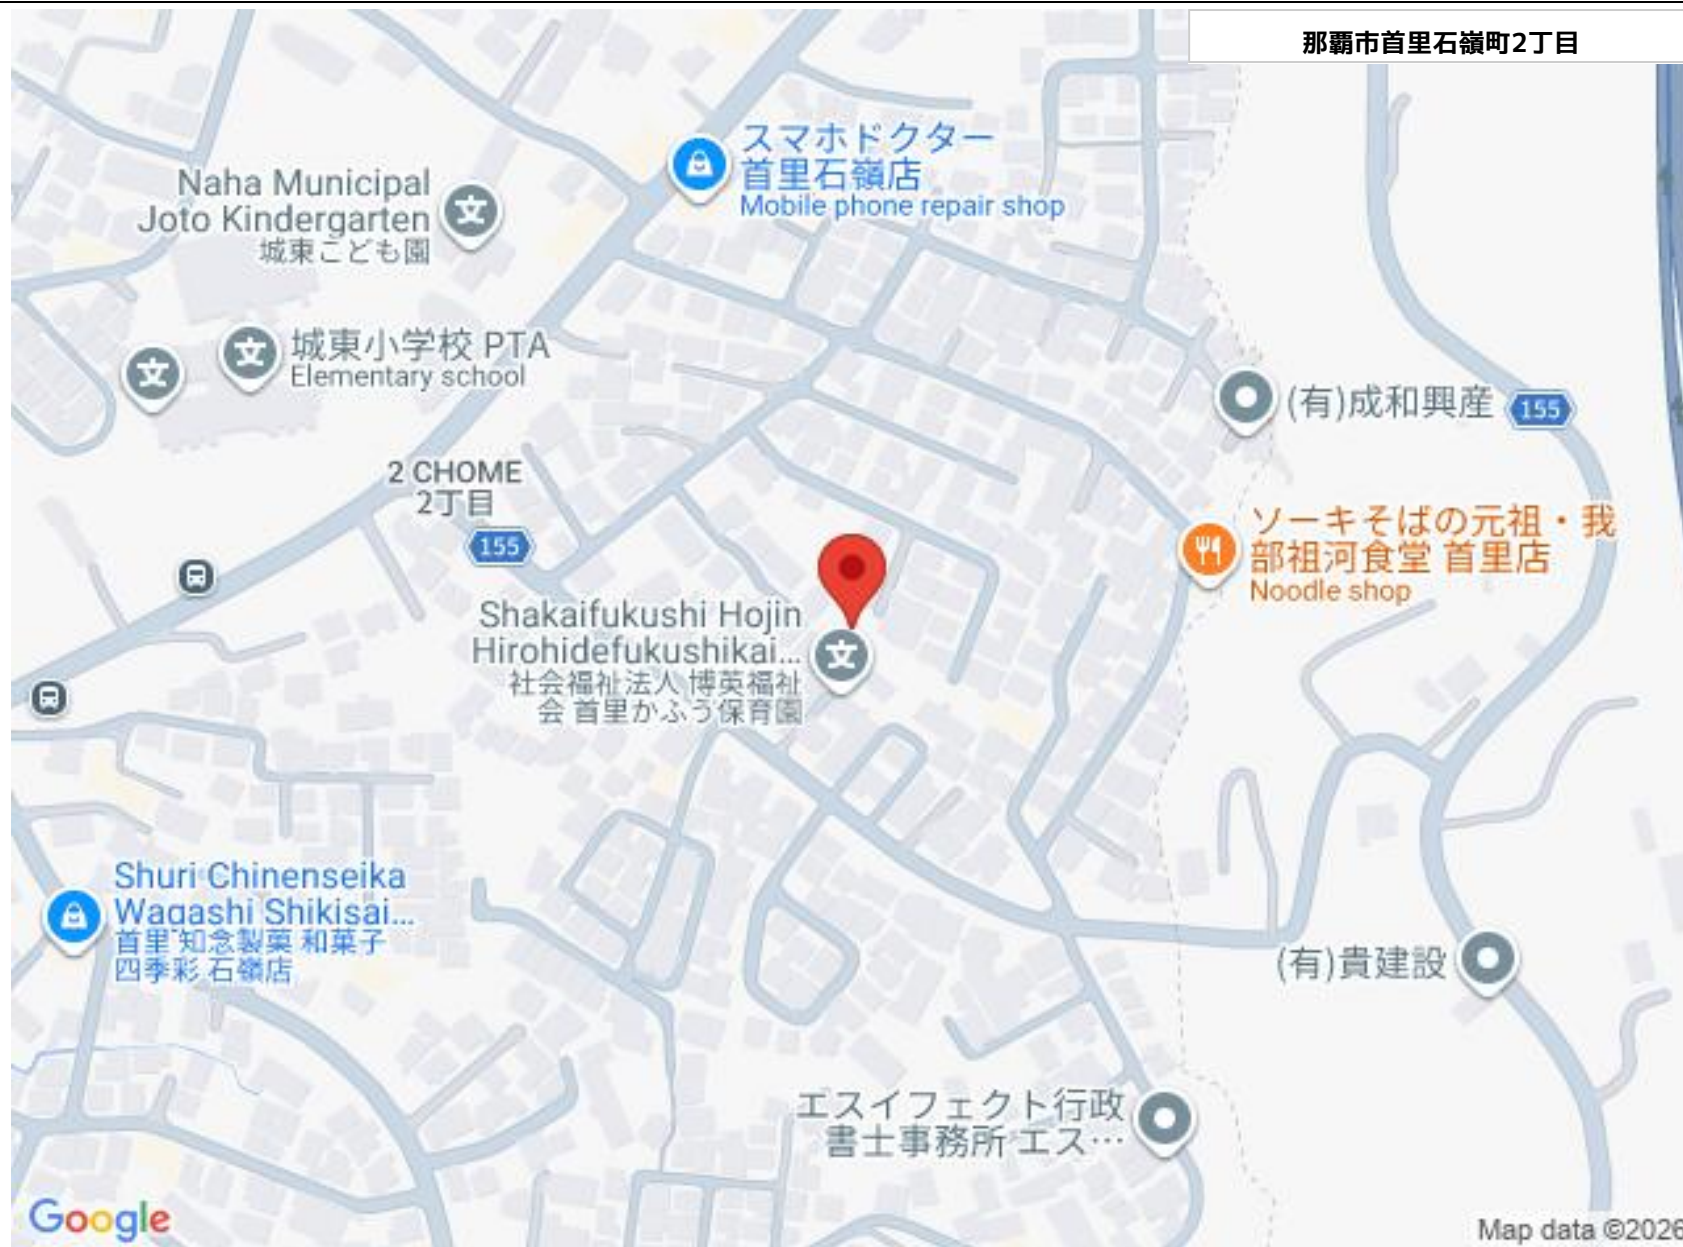 那覇市首里石嶺町2丁目
スマホドクター
首里石嶺店
Mobile phone repair shop
Naha Municipal
Joto Kindergarten
城東こども園
文
城東小学校 PTA
Elementary school
文
文
(有)成和興産
155
2 CHOME
2丁目
155
ソーキそばの元祖・我
部祖河食堂 首里店
Noodle shop
Shakaifukushi Hojin
Hirohidefukushikai...
社会福祉法人 博英福祉
会 首里かふう保育園
文
Shuri Chinenseika
Wagashi Shikisai...
首里 知念製菓 和菓子
四季彩 石嶺店
(有)貴建設
エスイフェクト行政
書士事務所 エス…
Google
Map data ©2026